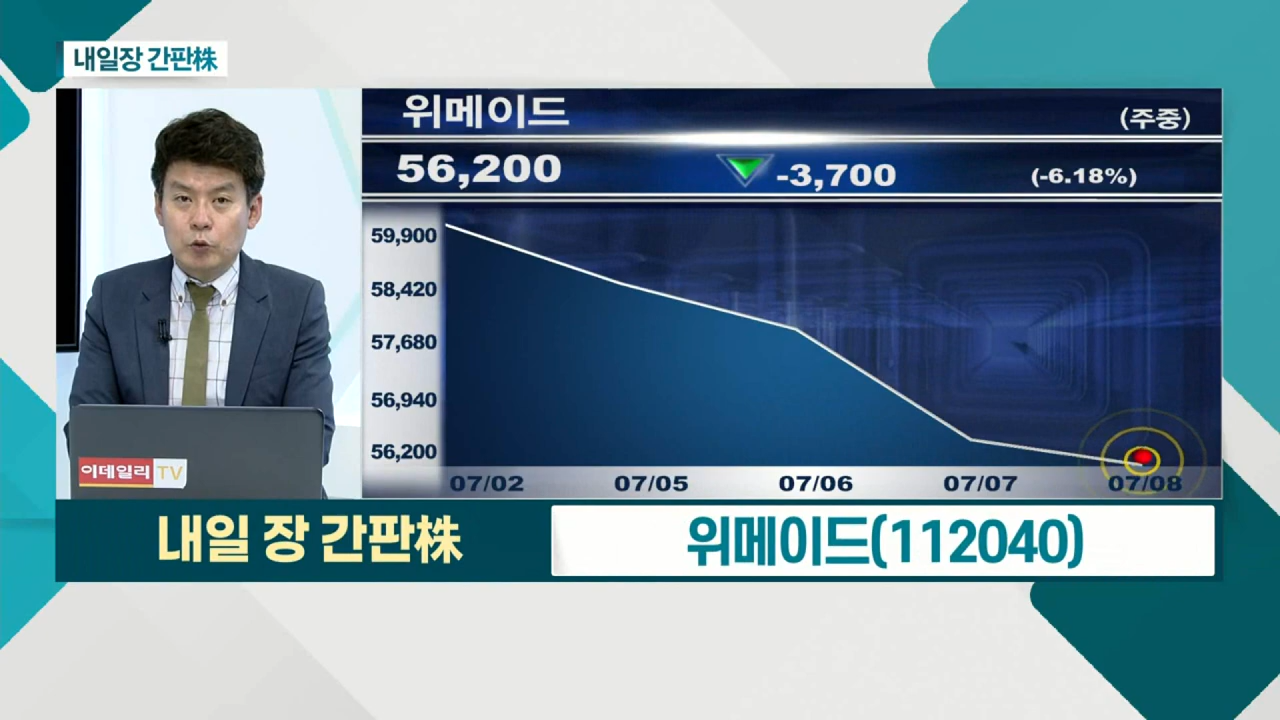 내일장 간판株
위메이드
(주중)
56,200 ▼ -3,700 (-6.18%)
59,900
58,420
57,680
56,940
56,200
07/02 07/05 07/06 07/07 07/08
이데일리 TV
내일 장 간판株
위메이드(112040)